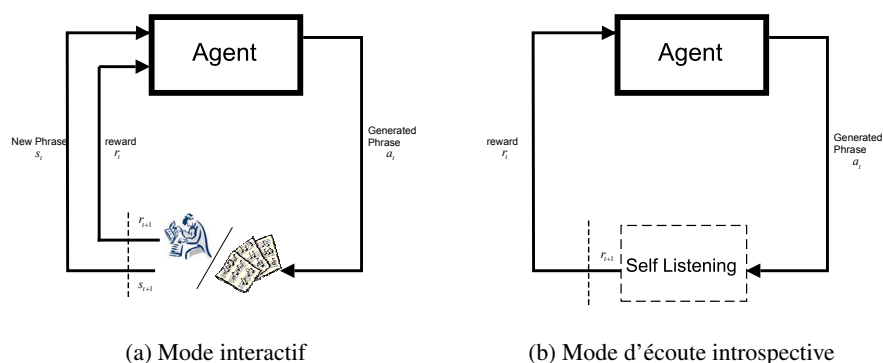 Agent
New Phrase
s_t
reward
r_t
Generated
Phrase
a_t
r_{t+1}
s_{t+1}
(a) Mode interactif
Agent
reward
r_t
Generated
Phrase
a_t
r_{t+1}
Self Listening
(b) Mode d'écoute introspective